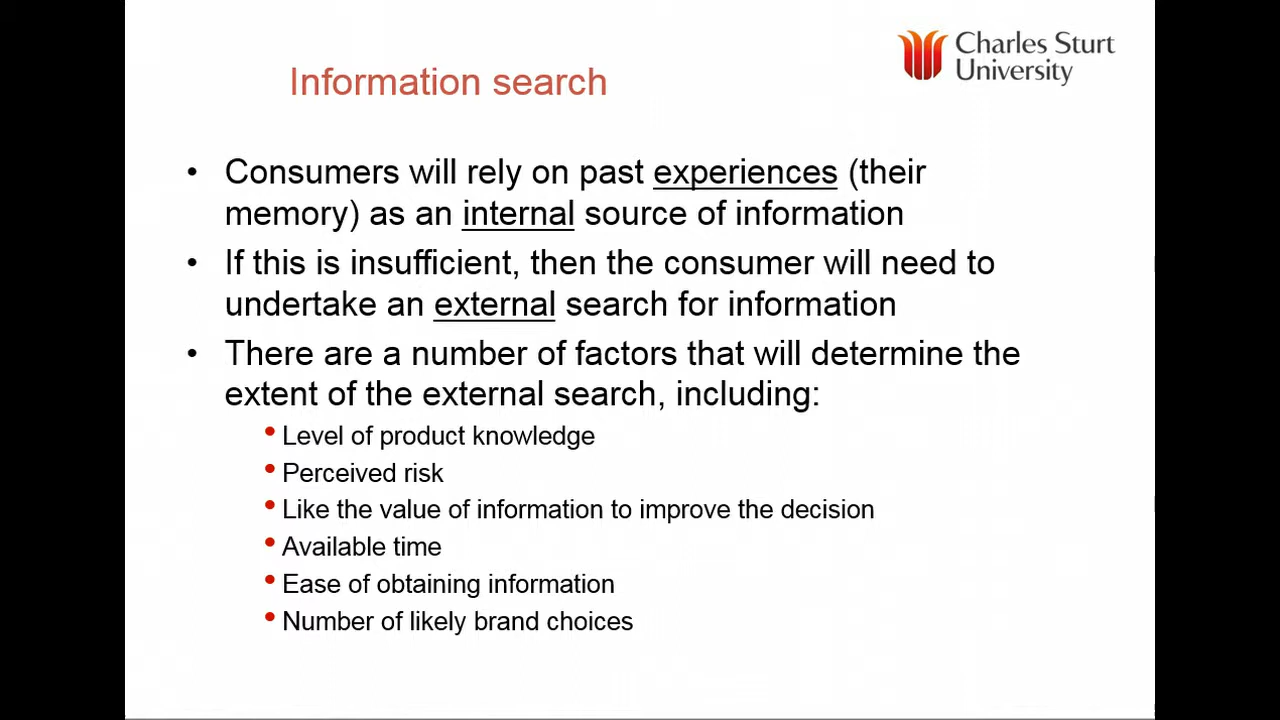 Charles Sturt
University
Information search
• Consumers will rely on past experiences (their
memory) as an internal source of information
• If this is insufficient, then the consumer will need to
undertake an external search for information
• There are a number of factors that will determine the
extent of the external search, including:
• Level of product knowledge
• Perceived risk
• Like the value of information to improve the decision
• Available time
• Ease of obtaining information
• Number of likely brand choices